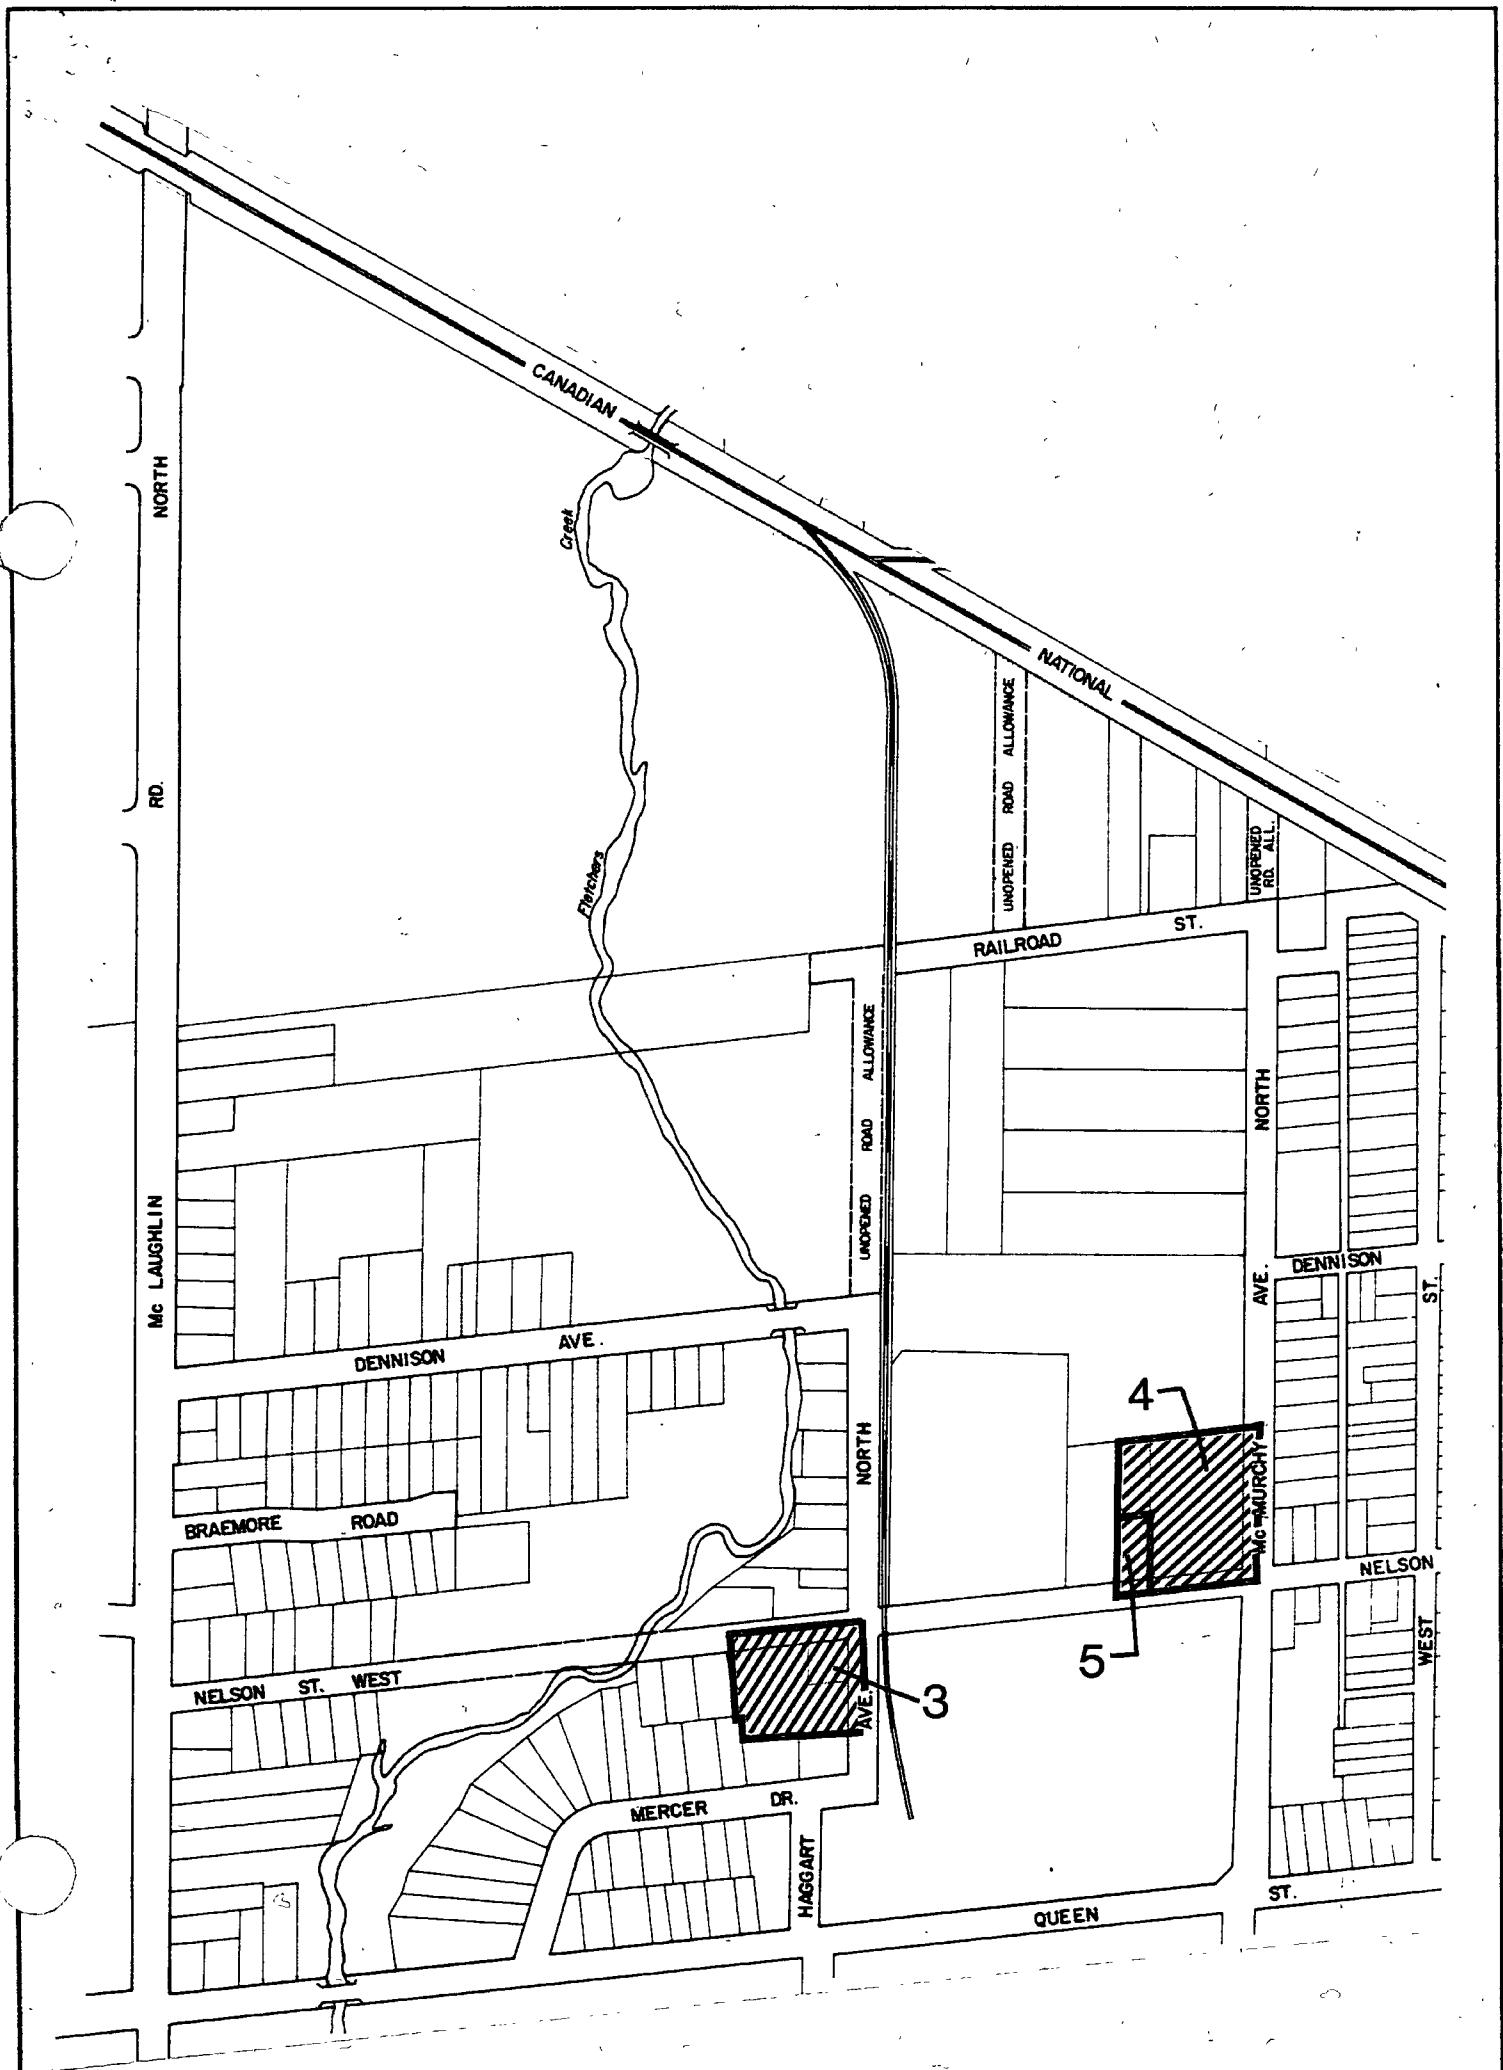 CANADIAN
NATIONAL
NORTH
RD.
Mc LAUGHLIN
Creek
Fletchers
UNOPENED ROAD ALLOWANCE
UNOPENED
RD. ALL.
RAILROAD ST.
UNOPENED ROAD ALLOWANCE
NORTH
AVE.
Mc MURCHY
DENNISON
ST.
DENNISON AVE.
NORTH
AVE.
4
BRAEMORE ROAD
NELSON
5
WEST
NELSON ST. WEST
3
MERCER DR.
HAGGART
QUEEN ST.